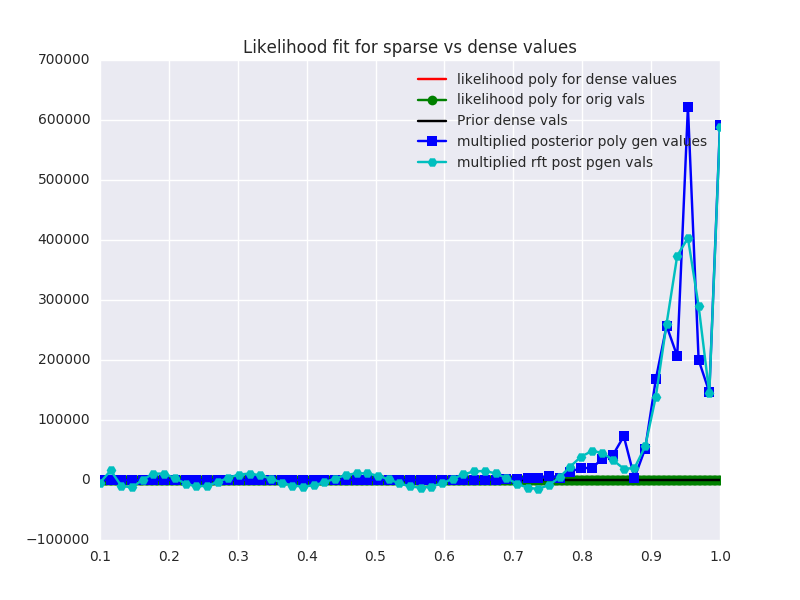 Likelihood fit for sparse vs dense values
700000
600000
500000
400000
300000
200000
100000
0
−100000
likelihood poly for dense values
likelihood poly for orig vals
Prior dense vals
multiplied posterior poly gen values
multiplied rft post pgen vals
0.1 0.2 0.3 0.4 0.5 0.6 0.7 0.8 0.9 1.0